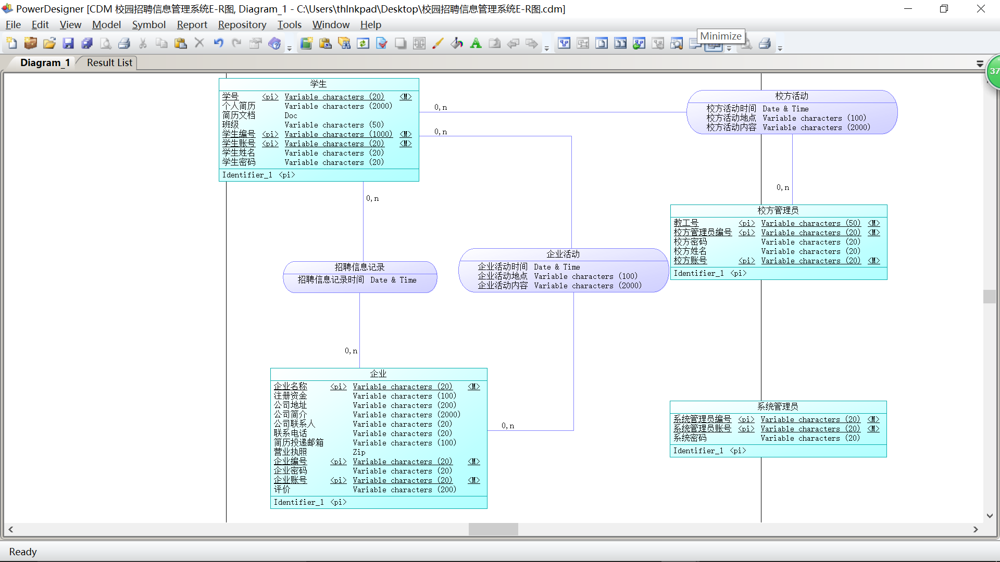 PowerDesigner [CDM 校园招聘信息管理系统E-R图, Diagram_1 - C:\Users\thInkpad\Desktop\校园招聘信息管理系统E-R图.cdm]
File Edit View Model Symbol Report Repository Tools Window Help
Minimize
Diagram_1 Result List
37
学生
学号 <pi> Variable characters (20) <M>
个人简历 Variable characters (2000)
简历文档 Doc
班级 Variable characters (50)
学生编号 <pi> Variable characters (1000) <M>
学生账号 <pi> Variable characters (20) <M>
学生姓名 Variable characters (20)
学生密码 Variable characters (20)
Identifier_1 <pi>
0,n
0,n
0,n
校方活动
校方活动时间 Date & Time
校方活动地点 Variable characters (100)
校方活动内容 Variable characters (2000)
0,n
校方管理员
教工号 <pi> Variable characters (50) <M>
校方管理员编号 <pi> Variable characters (20) <M>
校方密码 Variable characters (20)
校方姓名 Variable characters (20)
校方账号 <pi> Variable characters (20) <M>
Identifier_1 <pi>
企业活动
企业活动时间 Date & Time
企业活动地点 Variable characters (100)
企业活动内容 Variable characters (2000)
招聘信息记录
招聘信息记录时间 Date & Time
0,n
企业
企业名称 <pi> Variable characters (20) <M>
注册资金 Variable characters (100)
公司地址 Variable characters (200)
公司简介 Variable characters (2000)
公司联系人 Variable characters (20)
联系电话 Variable characters (20)
简历投递邮箱 Variable characters (100)
营业执照 Zip
企业编号 <pi> Variable characters (20) <M>
企业密码 Variable characters (20)
企业账号 <pi> Variable characters (20) <M>
评价 Variable characters (200)
Identifier_1 <pi>
0,n
系统管理员
系统管理员编号 <pi> Variable characters (20) <M>
系统管理员账号 <pi> Variable characters (20) <M>
系统密码 Variable characters (20)
Identifier_1 <pi>
Ready